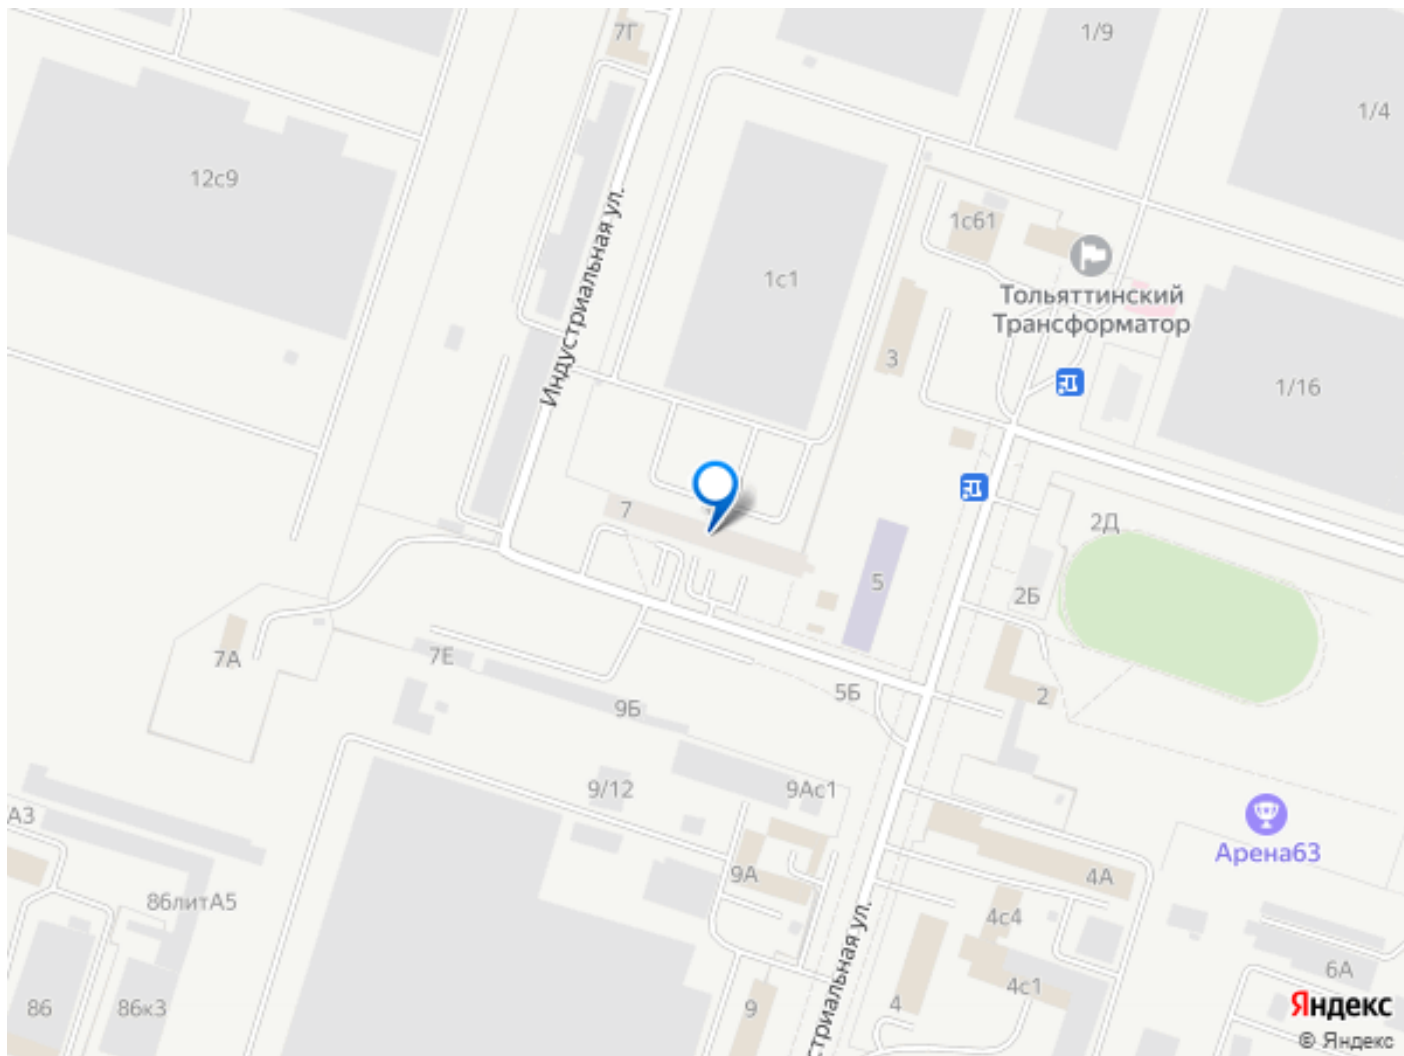 7Г
1/9
1/4
12с9
1с61
Индустриальная ул.
1с1
Тольяттинский
Трансформатор
3
1/16
7
2Д
5
2Б
7А
7Е
5Б
2
9Б
9/12
9Ас1
А3
Арена63
9А
4А
86литА5
4с4
стриальная ул.
6А
4с1
86
86к3
9
4
Яндекс
© Яндекс